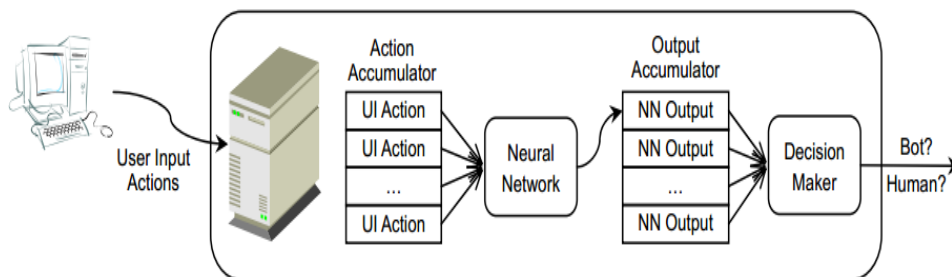 User Input
Actions
Action
Accumulator
UI Action
UI Action
...
UI Action
Neural
Network
Output
Accumulator
NN Output
NN Output
...
NN Output
Decision
Maker
Bot?
Human?